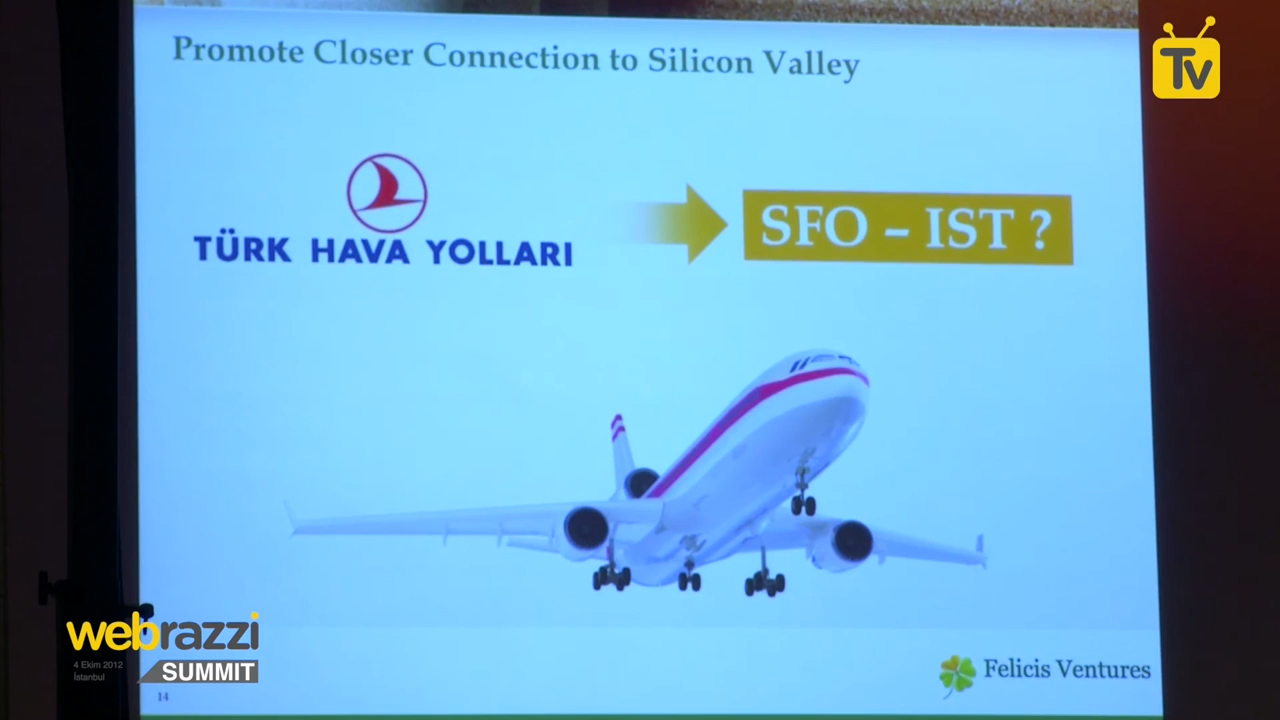 Promote Closer Connection to Silicon Valley
Tv
TÜRK HAVA YOLLARI
SFO – IST ?
webrazzi
4 Ekim 2012
İstanbul
SUMMIT
14
Felicis Ventures